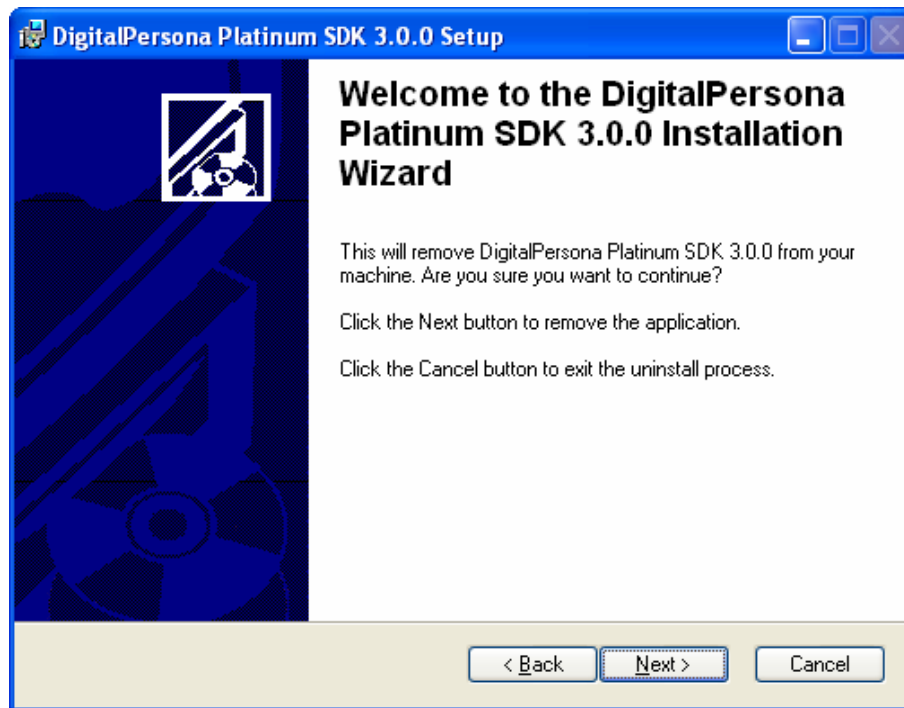 DigitalPersona Platinum SDK 3.0.0 Setup
Welcome to the DigitalPersona
Platinum SDK 3.0.0 Installation
Wizard
This will remove DigitalPersona Platinum SDK 3.0.0 from your
machine. Are you sure you want to continue?
Click the Next button to remove the application.
Click the Cancel button to exit the uninstall process.
< Back Next > Cancel